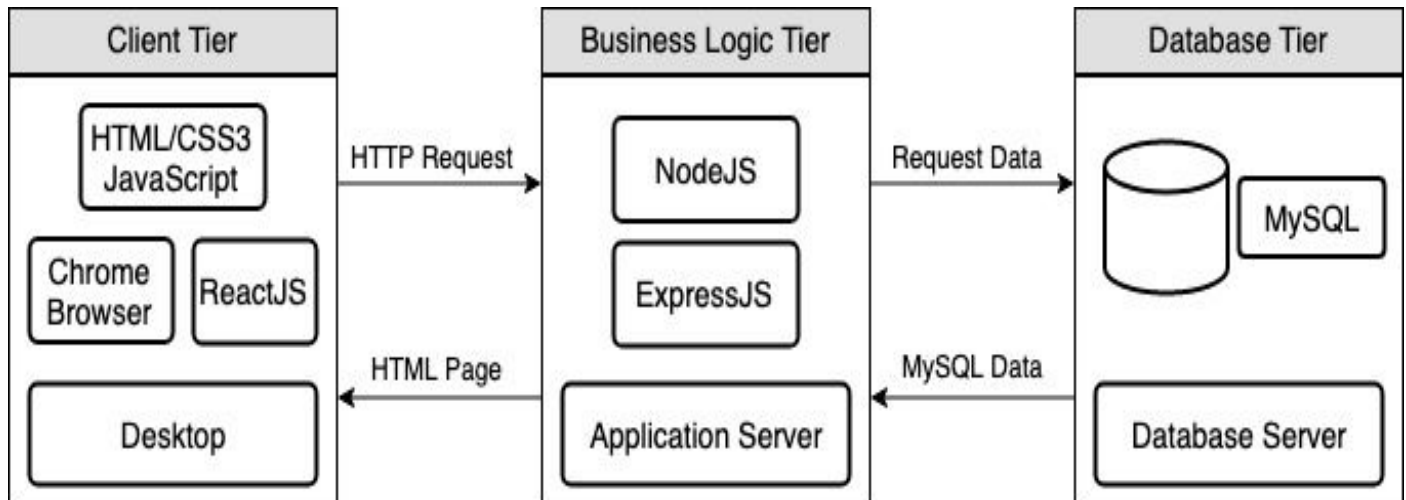 Client Tier
HTML/CSS3
JavaScript
Chrome
Browser
ReactJS
Desktop
HTTP Request
HTML Page
Business Logic Tier
NodeJS
ExpressJS
Application Server
Request Data
MySQL Data
Database Tier
MySQL
Database Server